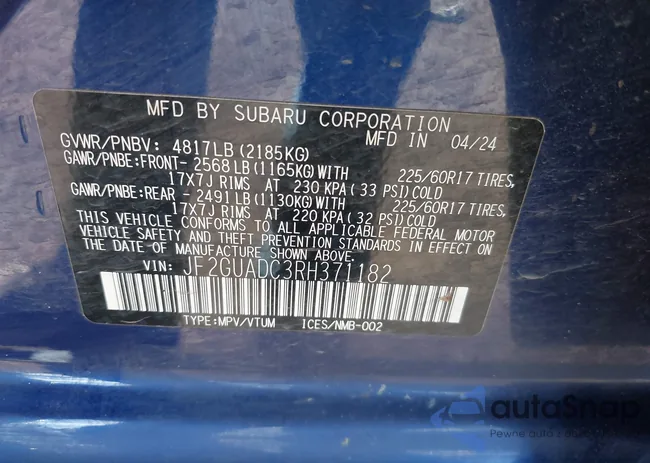 MFD BY SUBARU CORPORATION
MFD IN 04/24
GVWR/PNBV: 4817LB(2185KG)
GAWR/PNBE:FRONT- 2568LB(1165KG)WITH 225/60R17 TIRES,
17X7J RIMS AT 230 KPA(33 PSI)COLD
GAWR/PNBE:REAR -2491LB(1130KG)WITH 225/60R17 TIRES,
17X7J RIMS AT 220 KPA(32 PSI)COLD
THIS VEHICLE CONFORMS TO ALL APPLICABLE FEDERAL MOTOR
VEHICLE SAFETY AND THEFT PREVENTION STANDARDS IN EFFECT ON
THE DATE OF MANUFACTURE SHOWN ABOVE.
VIN: JF2GUADC3RH371182
TYPE:MPV/VTUM ICES/NMB-002
autoSnap
Pewne auta z